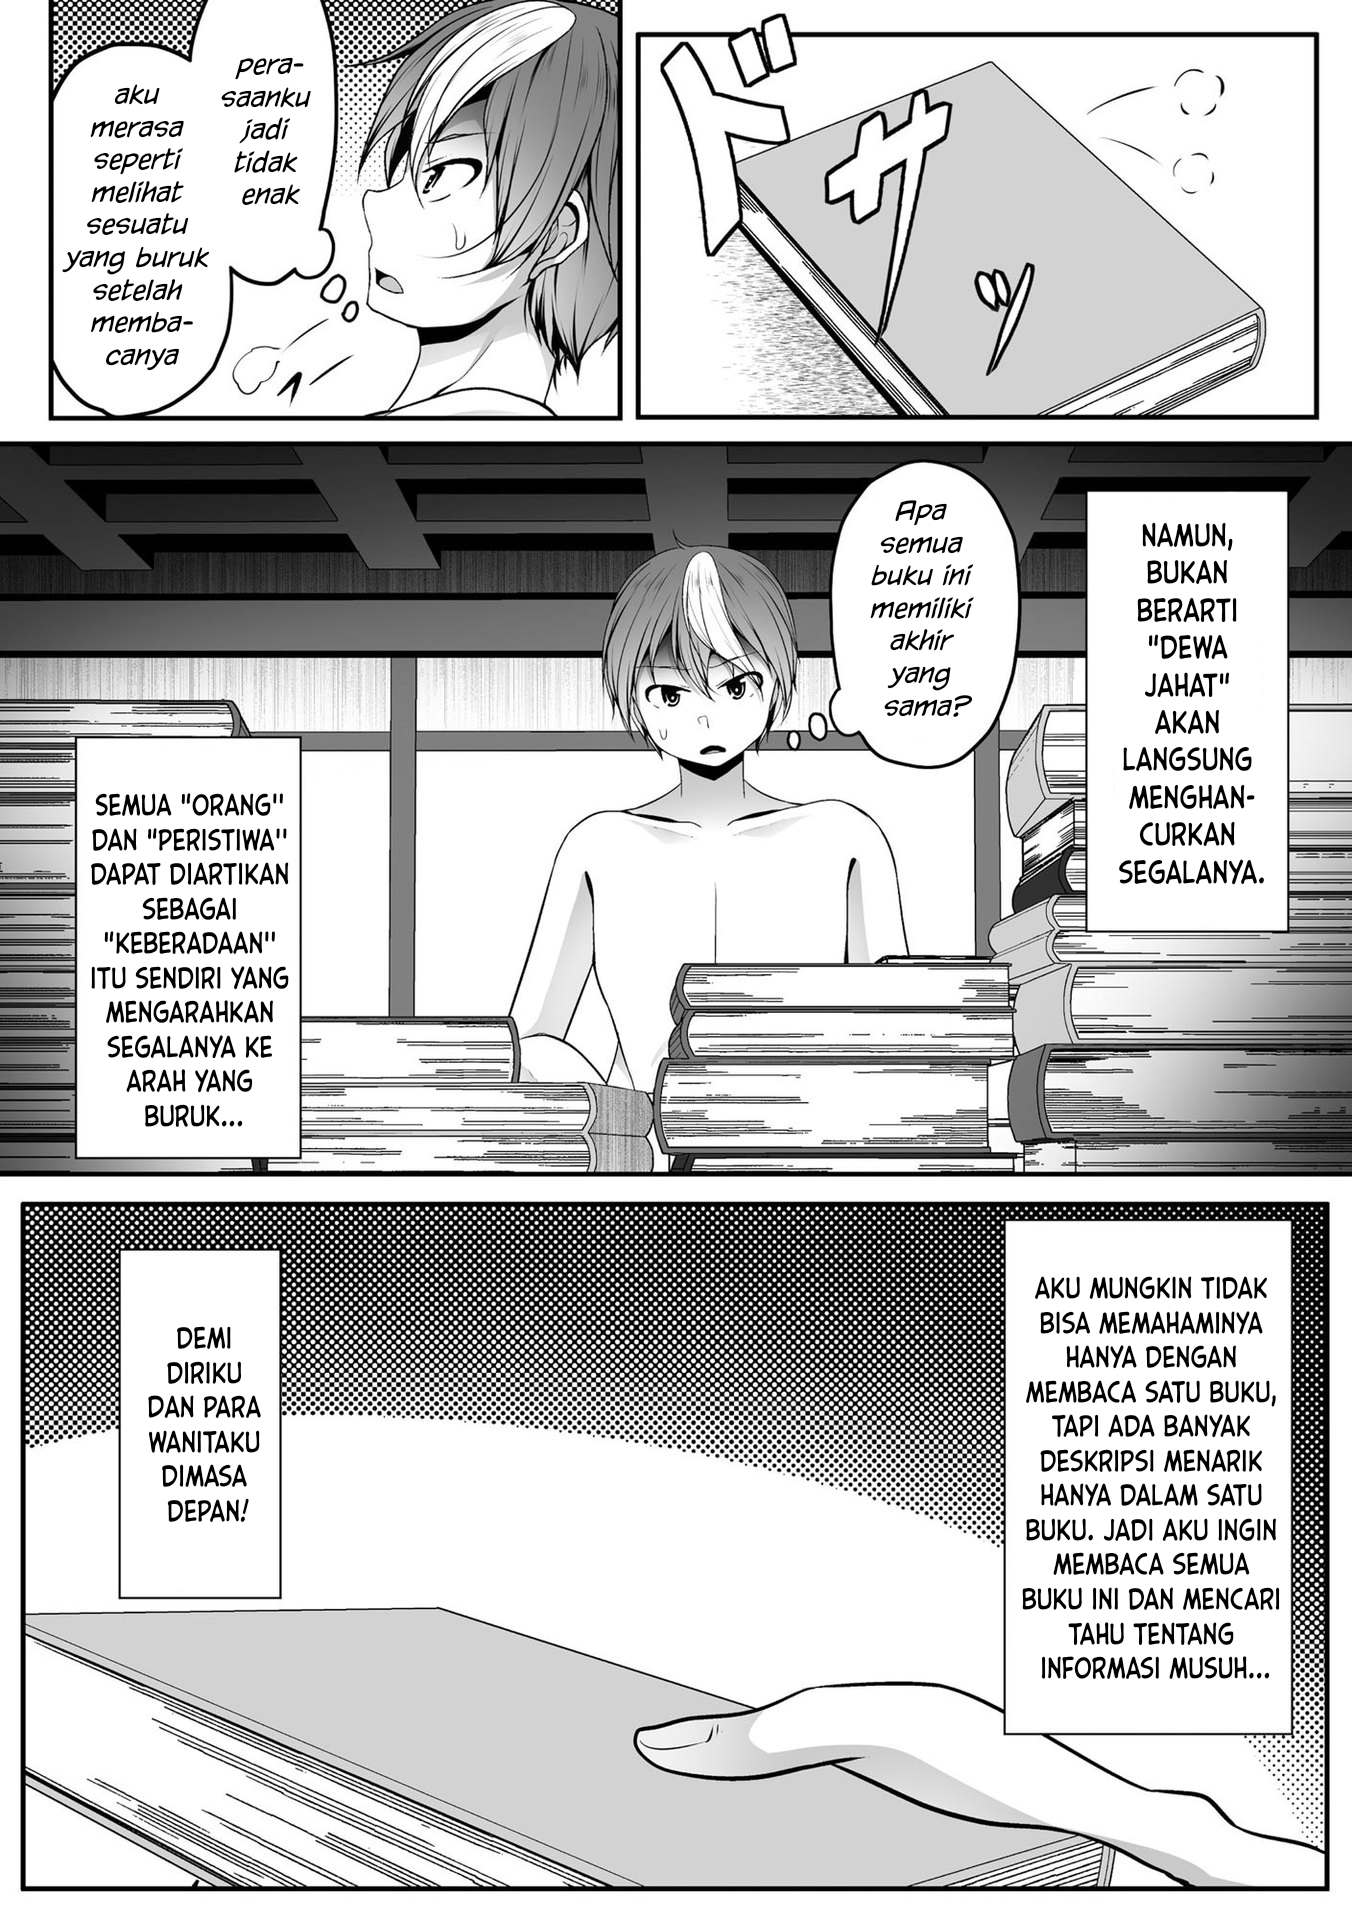 ドサッ
pera-
saanku
jadi
tidak
enak
aku
merasa
seperti
melihat
sesuatu
yang buruk
setelah
memba-
canya
NAMUN,
BUKAN
BERARTI
"DEWA
JAHAT"
AKAN
LANGSUNG
MENGHAN-
CURKAN
SEGALANYA.
Apa
semua
buku ini
memiliki
akhir
yang
sama?
SEMUA "ORANG"
DAN "PERISTIWA"
DAPAT DIARTIKAN
SEBAGAI
"KEBERADAAN"
ITU SENDIRI YANG
MENGARAHKAN
SEGALANYA KE
ARAH YANG
BURUK...
AKU MUNGKIN TIDAK
BISA MEMAHAMINYA
HANYA DENGAN
MEMBACA SATU BUKU,
TAPI ADA BANYAK
DESKRIPSI MENARIK
HANYA DALAM SATU
BUKU. JADI AKU INGIN
MEMBACA SEMUA
BUKU INI DAN MENCARI
TAHU TENTANG
INFORMASI MUSUH...
DEMI
DIRIKU
DAN PARA
WANITAKU
DIMASA
DEPAN!